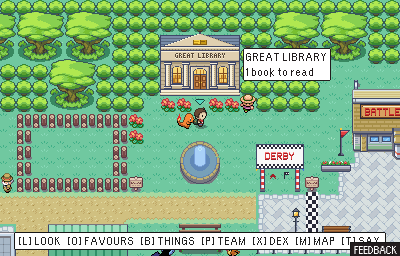 GREAT LIBRARY
GREAT LIBRARY
1 book to read
BATTLE
DERBY
[L]LOOK [O]FAVOURS [B]THINGS [P]TEAM [X]DEX [M]MAP [T]SAY
FEEDBACK